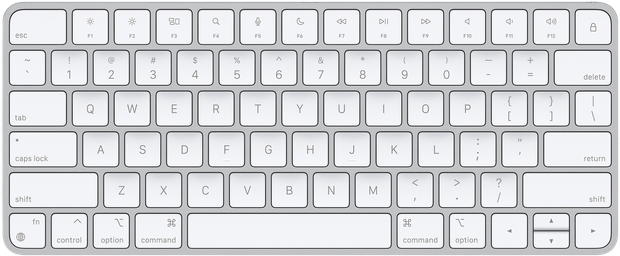 esc F1 F2 F3 F4 F5 F6 F7 F8 F9 F10 F11 F12
~ ! @ # $ % ^ & * ( ) _ +
` 1 2 3 4 5 6 7 8 9 0 - = delete
tab Q W E R T Y U I O P { [ } ] | \
caps lock A S D F G H J K L : ; " ' return
shift Z X C V B N M < , > . ? / shift
fn control option command command option